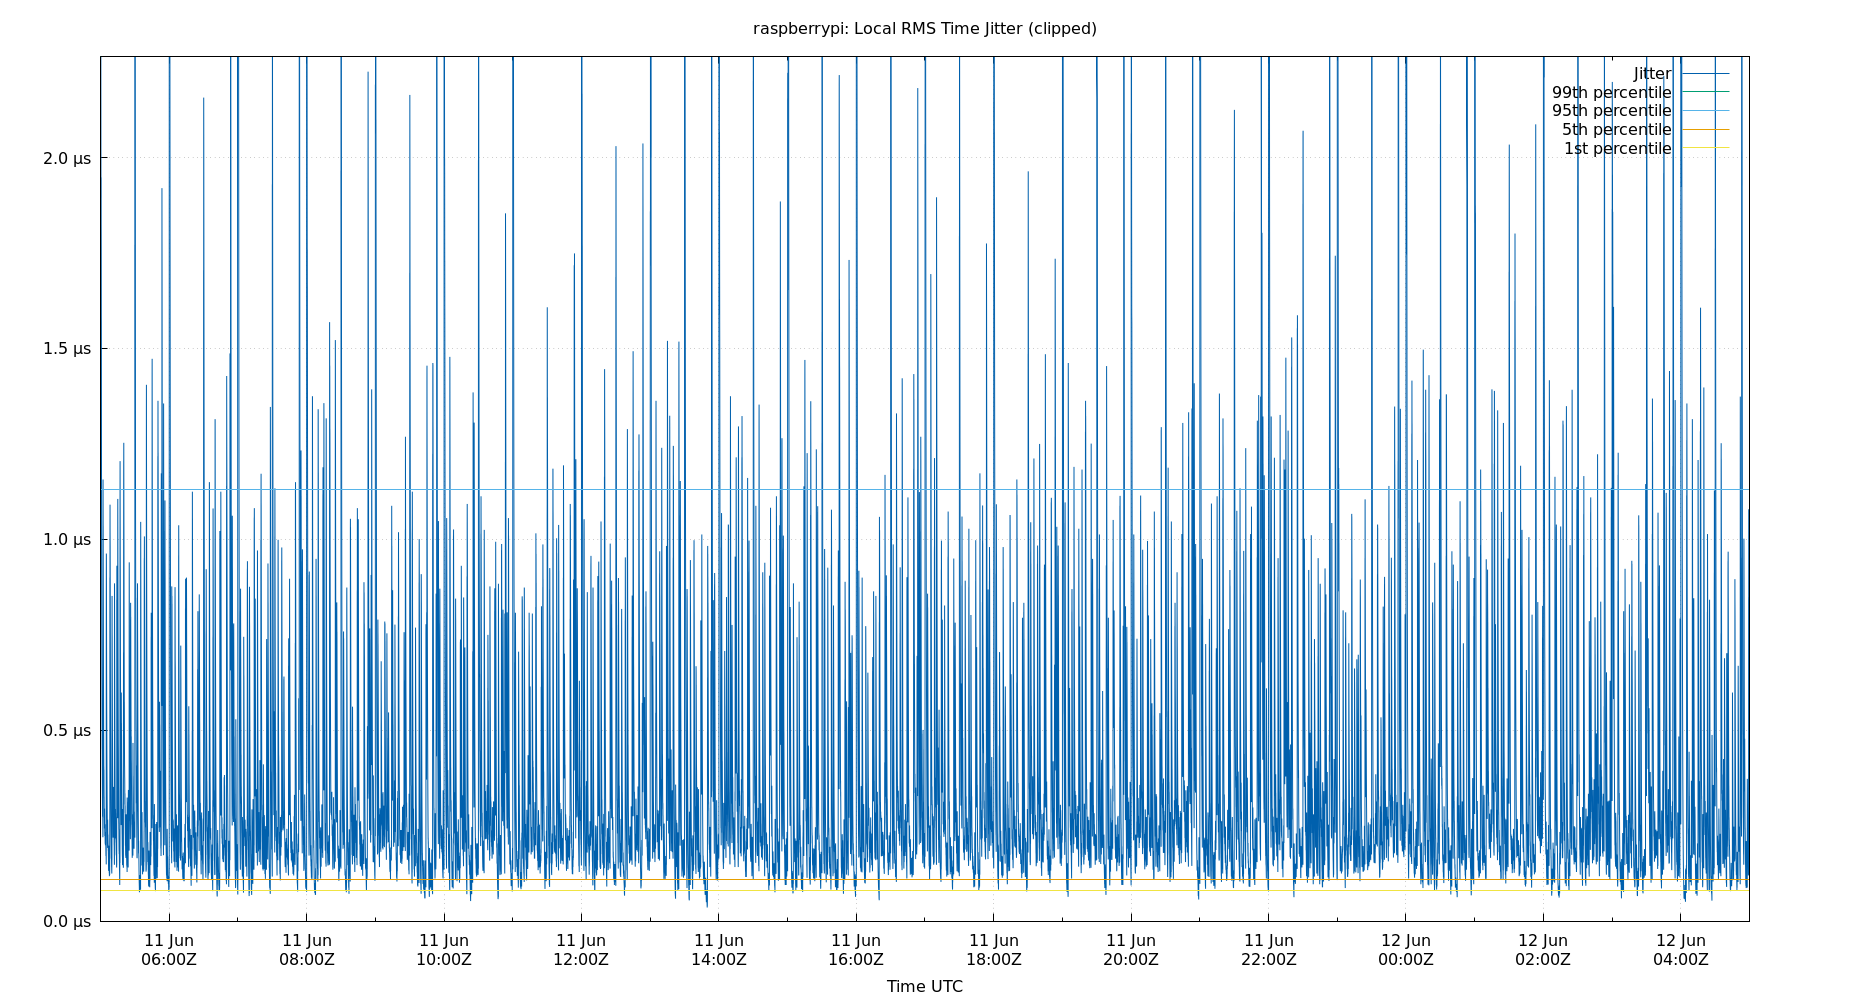 raspberrypi: Local RMS Time Jitter (clipped)
Jitter
99th percentile
95th percentile
5th percentile
1st percentile
2.0 µs
1.5 µs
1.0 µs
0.5 µs
0.0 µs
11 Jun 11 Jun 11 Jun 11 Jun 11 Jun 11 Jun 11 Jun 11 Jun 11 Jun 12 Jun 12 Jun 12 Jun
06:00Z 08:00Z 10:00Z 12:00Z 14:00Z 16:00Z 18:00Z 20:00Z 22:00Z 00:00Z 02:00Z 04:00Z
Time UTC